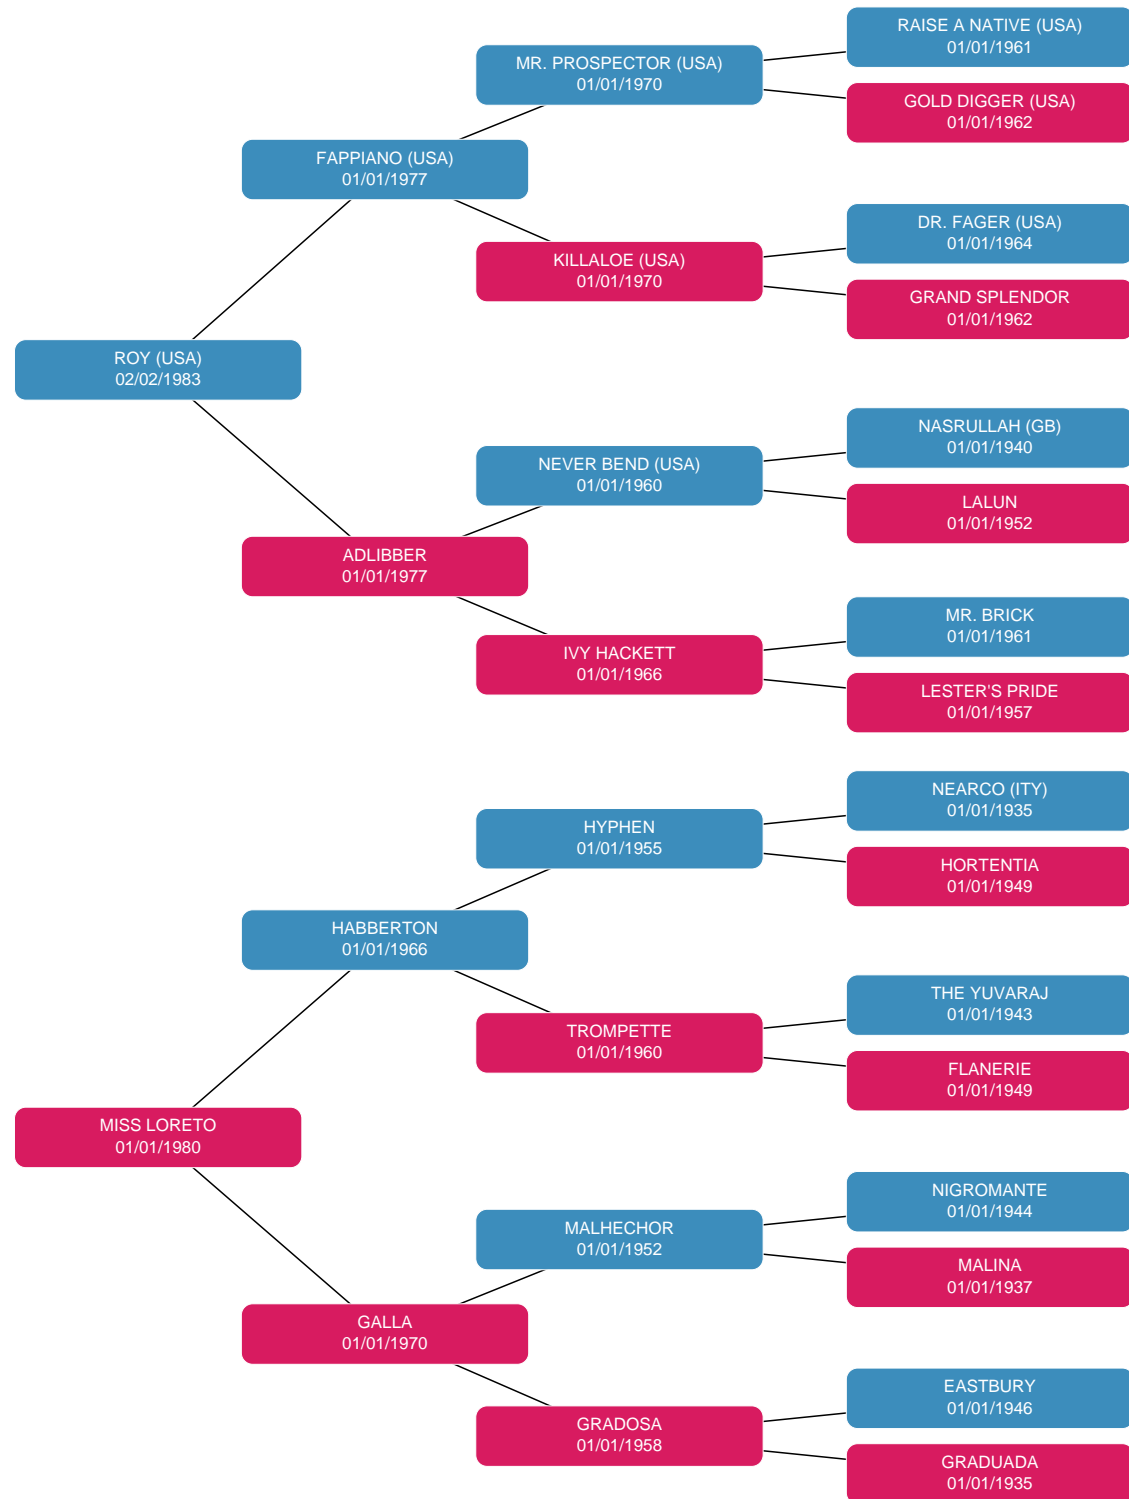 RAISE A NATIVE (USA)
01/01/1961
MR. PROSPECTOR (USA)
01/01/1970
GOLD DIGGER (USA)
01/01/1962
FAPPIANO (USA)
01/01/1977
DR. FAGER (USA)
01/01/1964
KILLALOE (USA)
01/01/1970
GRAND SPLENDOR
01/01/1962
ROY (USA)
02/02/1983
NASRULLAH (GB)
01/01/1940
NEVER BEND (USA)
01/01/1960
LALUN
01/01/1952
ADLIBBER
01/01/1977
MR. BRICK
01/01/1961
IVY HACKETT
01/01/1966
LESTER'S PRIDE
01/01/1957
NEARCO (ITY)
01/01/1935
HYPHEN
01/01/1955
HORTENTIA
01/01/1949
HABBERTON
01/01/1966
THE YUVARAJ
01/01/1943
TROMPETTE
01/01/1960
FLANERIE
01/01/1949
MISS LORETO
01/01/1980
NIGROMANTE
01/01/1944
MALHECHOR
01/01/1952
MALINA
01/01/1937
GALLA
01/01/1970
EASTBURY
01/01/1946
GRADOSA
01/01/1958
GRADUADA
01/01/1935